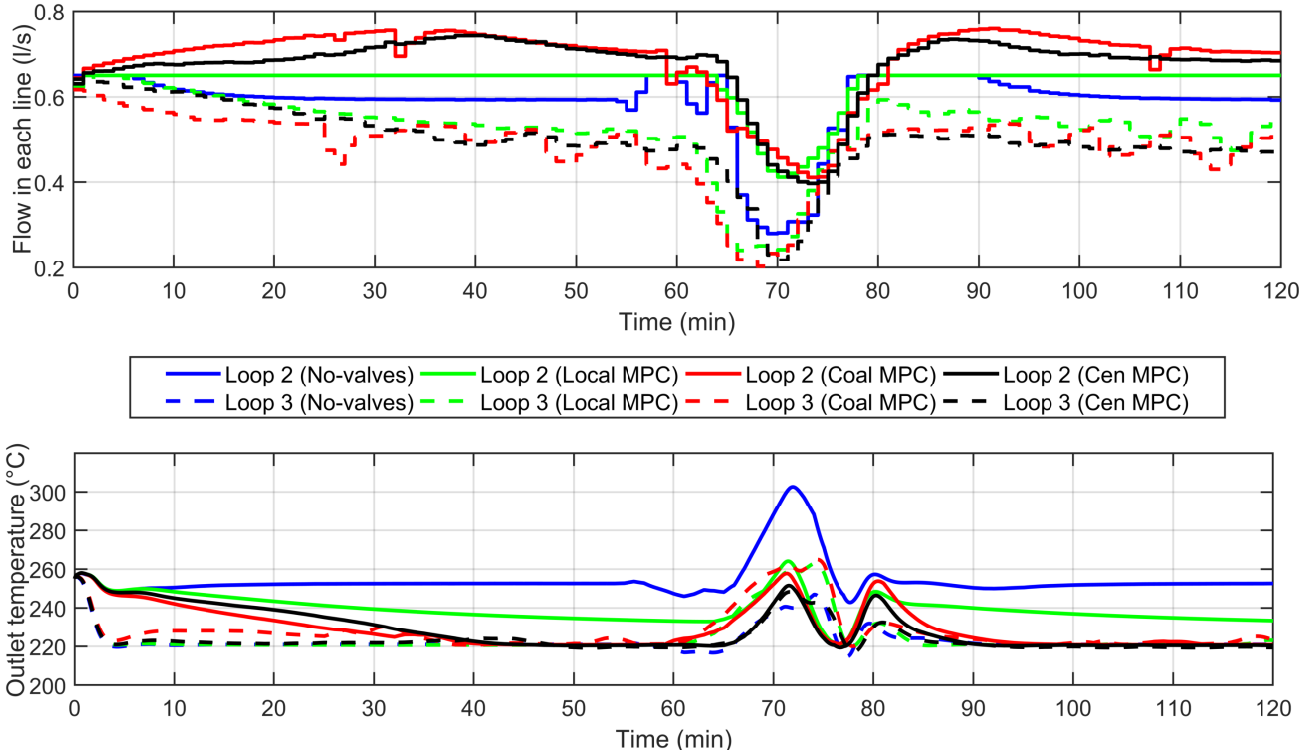 Flow in each line (l/s)
0.8
0.6
0.4
0.2
0 10 20 30 40 50 60 70 80 90 100 110 120
Time (min)
Loop 2 (No-valves) Loop 2 (Local MPC) Loop 2 (Coal MPC) Loop 2 (Cen MPC)
Loop 3 (No-valves) Loop 3 (Local MPC) Loop 3 (Coal MPC) Loop 3 (Cen MPC)
Outlet temperature (°C)
300
280
260
240
220
200
0 10 20 30 40 50 60 70 80 90 100 110 120
Time (min)